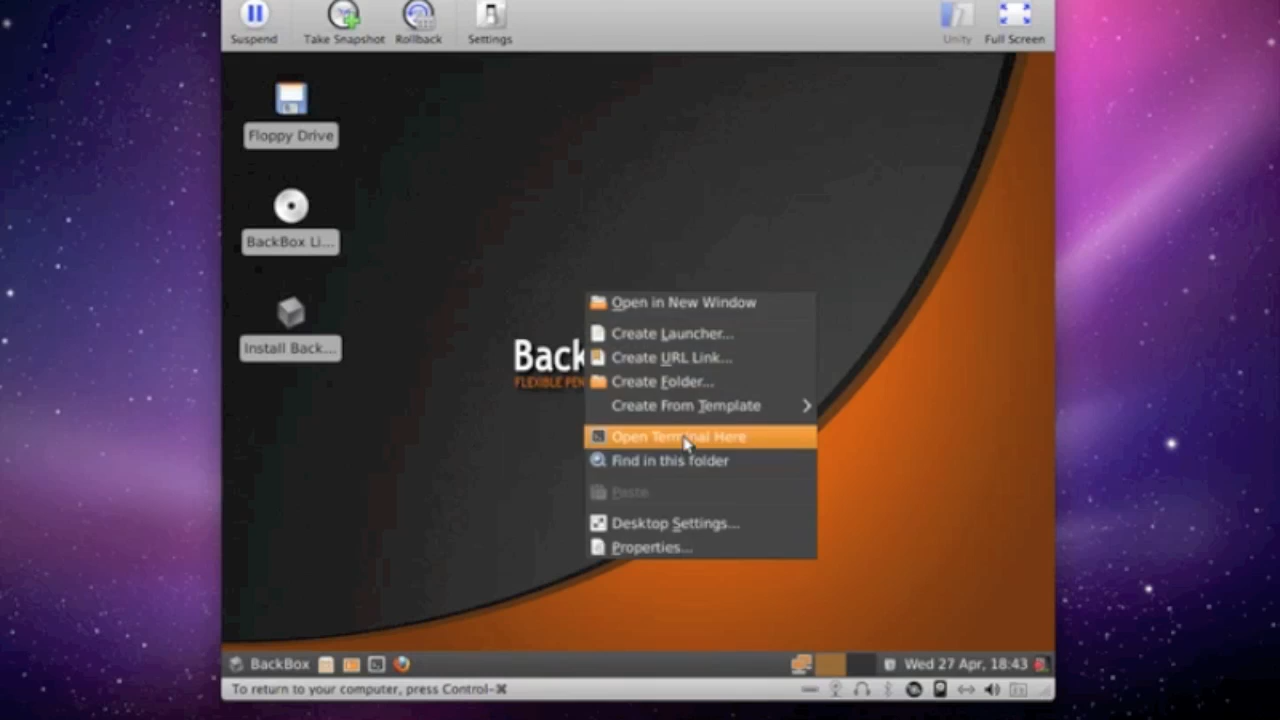 Suspend
Take Snapshot
Rollback
Settings
Unity
Full Screen
Floppy Drive
BackBox Li...
Install Back...
Back
FLEXIBLE PEN
Open in New Window
Create Launcher...
Create URL Link...
Create Folder...
Create From Template
Open Terminal Here
Find in this folder
Paste
Desktop Settings...
Properties...
BackBox
Wed 27 Apr, 18:43
To return to your computer, press Control-⌘